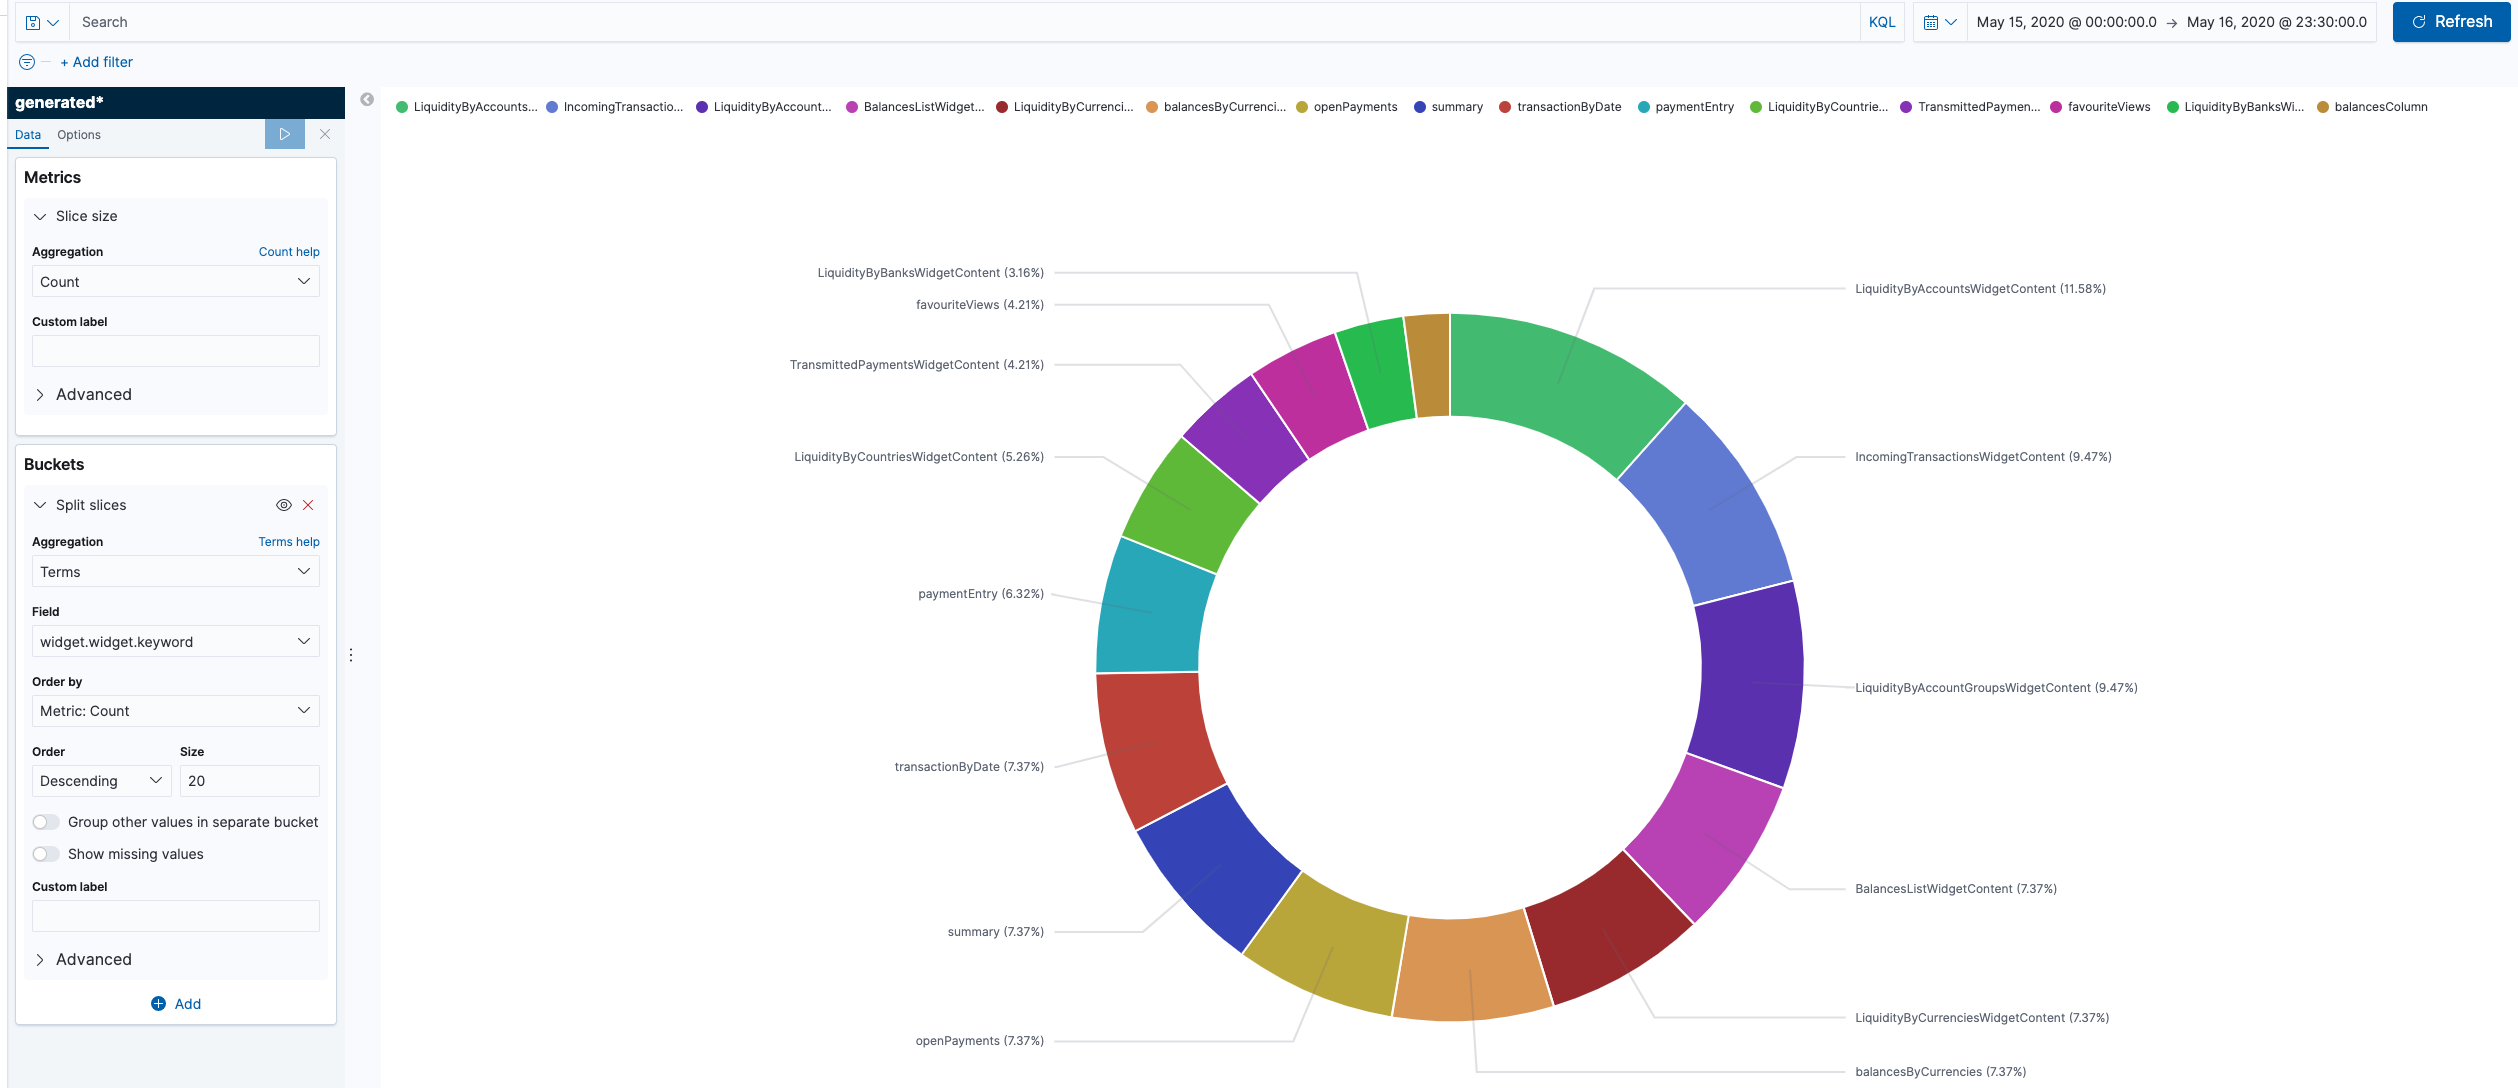 Search
KQL
May 15, 2020 @ 00:00:00.0 → May 16, 2020 @ 23:30:00.0
Refresh
+ Add filter
generated*
Data Options
Metrics
Slice size
Aggregation Count help
Count
Custom label
Advanced
Buckets
Split slices
Aggregation Terms help
Terms
Field
widget.widget.keyword
Order by
Metric: Count
Order Size
Descending 20
Group other values in separate bucket
Show missing values
Custom label
Advanced
Add
LiquidityByAccounts... IncomingTransactio... LiquidityByAccount... BalancesListWidget... LiquidityByCurrenci... balancesByCurrenci... openPayments summary transactionByDate paymentEntry LiquidityByCountrie... TransmittedPaymen... favouriteViews LiquidityByBanksWi... balancesColumn
LiquidityByBanksWidgetContent (3.16%)
favouriteViews (4.21%)
TransmittedPaymentsWidgetContent (4.21%)
LiquidityByCountriesWidgetContent (5.26%)
paymentEntry (6.32%)
transactionByDate (7.37%)
summary (7.37%)
openPayments (7.37%)
LiquidityByAccountsWidgetContent (11.58%)
IncomingTransactionsWidgetContent (9.47%)
LiquidityByAccountGroupsWidgetContent (9.47%)
BalancesListWidgetContent (7.37%)
LiquidityByCurrenciesWidgetContent (7.37%)
balancesByCurrencies (7.37%)